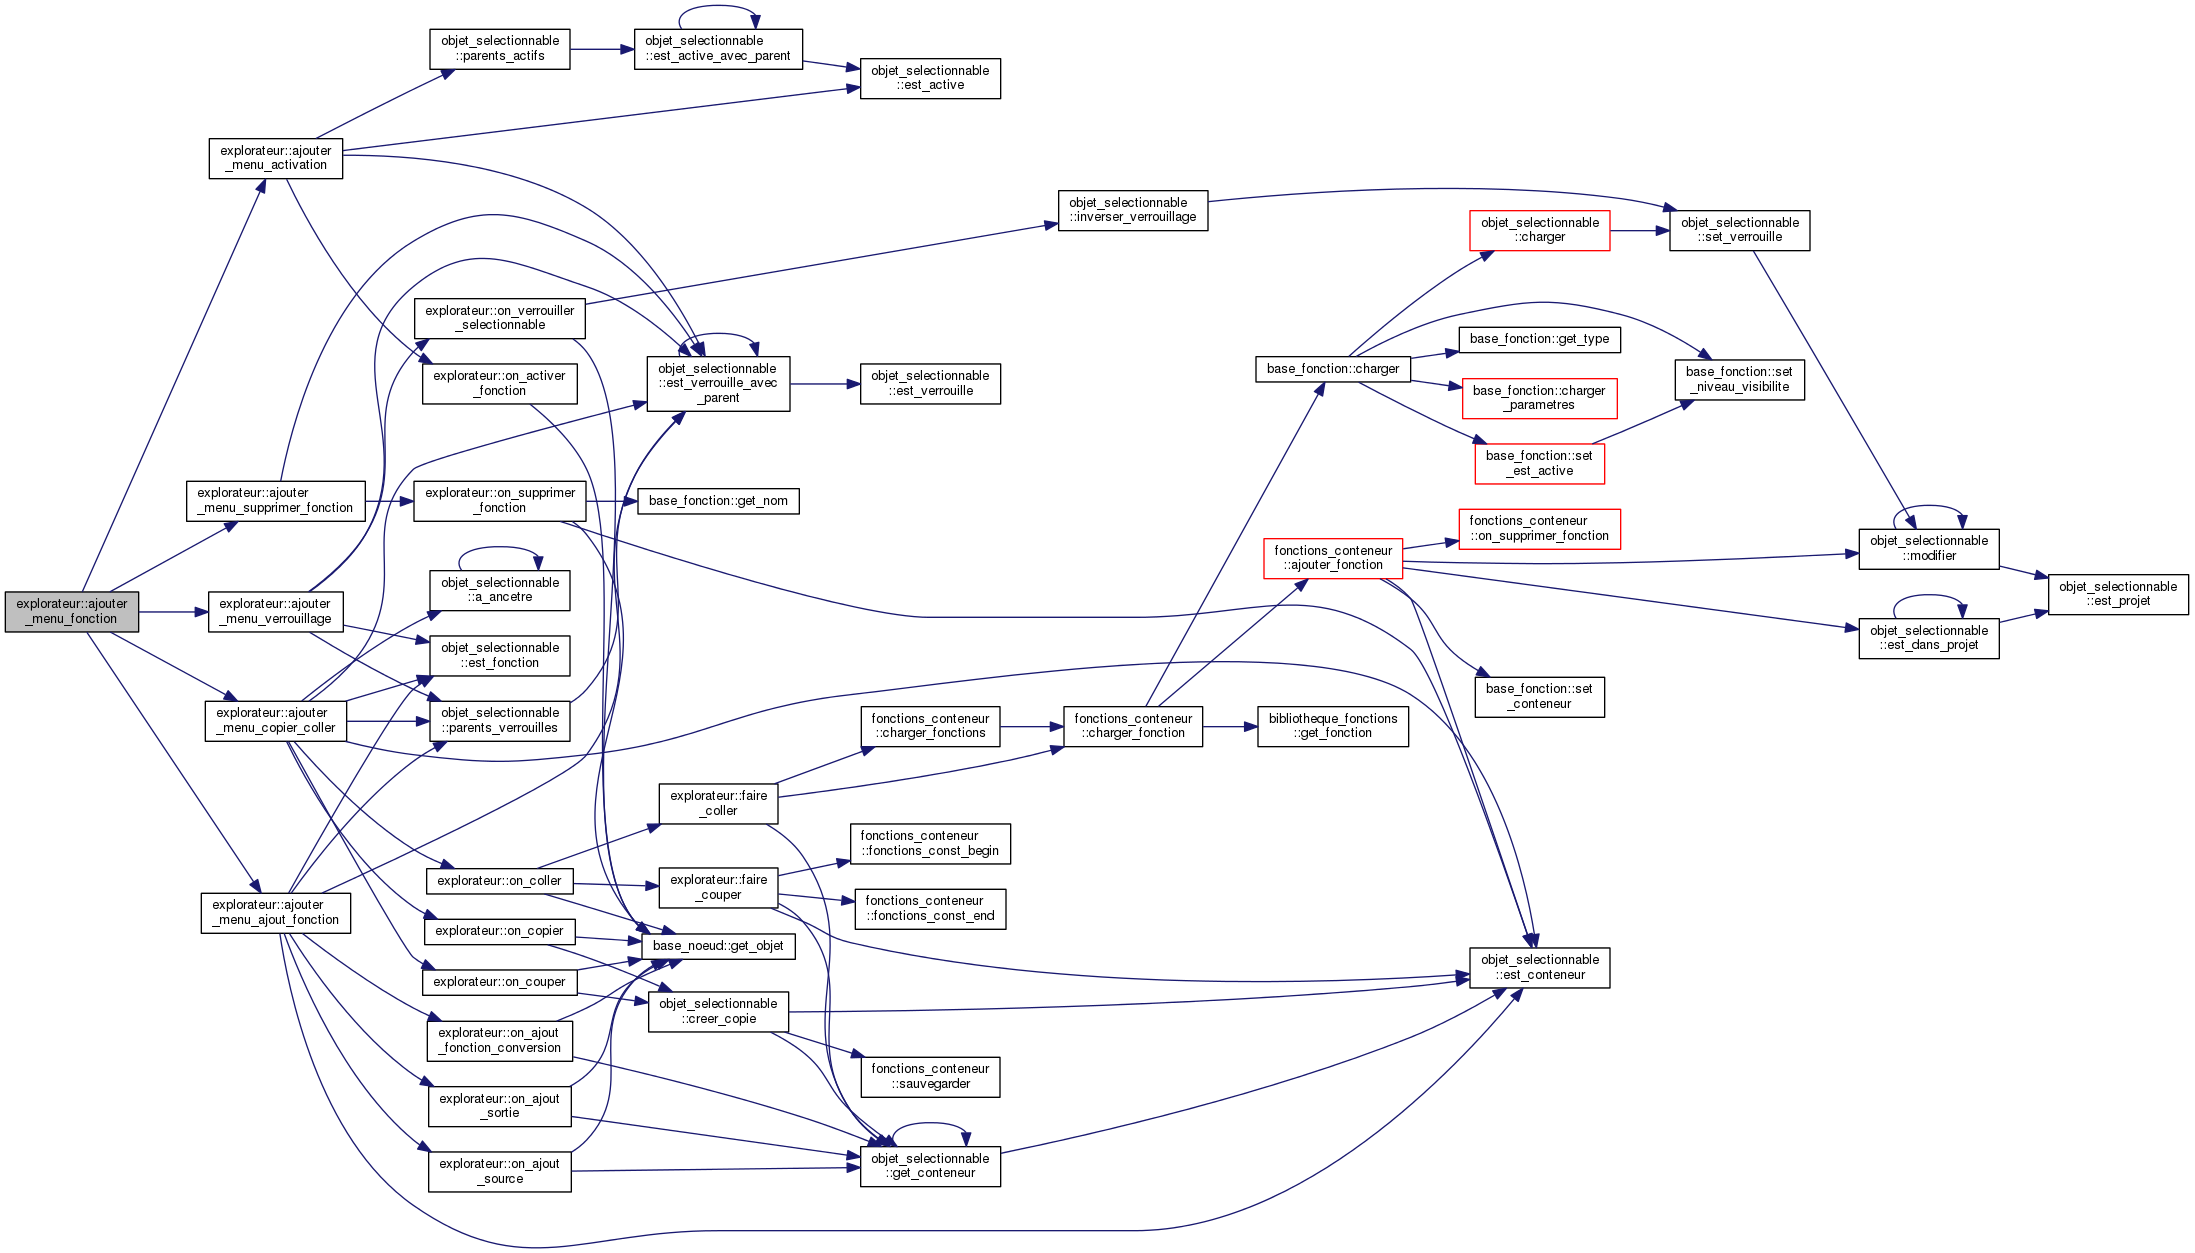 explorateur::ajouter
_menu_fonction
explorateur::ajouter
_menu_activation
explorateur::ajouter
_menu_supprimer_fonction
explorateur::ajouter
_menu_verrouillage
explorateur::ajouter
_menu_copier_coller
explorateur::ajouter
_menu_ajout_fonction
objet_selectionnable
::parents_actifs
explorateur::on_verrouiller
_selectionnable
explorateur::on_activer
_fonction
explorateur::on_supprimer
_fonction
objet_selectionnable
::a_ancetre
objet_selectionnable
::est_fonction
objet_selectionnable
::parents_verrouilles
explorateur::on_coller
explorateur::on_copier
explorateur::on_couper
explorateur::on_ajout
_fonction_conversion
explorateur::on_ajout
_sortie
explorateur::on_ajout
_source
objet_selectionnable
::est_active_avec_parent
objet_selectionnable
::est_verrouille_avec
_parent
base_fonction::get_nom
explorateur::faire
_coller
explorateur::faire
_couper
base_noeud::get_objet
objet_selectionnable
::creer_copie
objet_selectionnable
::est_active
objet_selectionnable
::est_verrouille
fonctions_conteneur
::charger_fonctions
fonctions_conteneur
::fonctions_const_begin
fonctions_conteneur
::fonctions_const_end
fonctions_conteneur
::sauvegarder
objet_selectionnable
::get_conteneur
objet_selectionnable
::inverser_verrouillage
fonctions_conteneur
::charger_fonction
base_fonction::charger
fonctions_conteneur
::ajouter_fonction
bibliotheque_fonctions
::get_fonction
objet_selectionnable
::charger
base_fonction::get_type
base_fonction::charger
_parametres
base_fonction::set
_est_active
fonctions_conteneur
::on_supprimer_fonction
base_fonction::set
_conteneur
objet_selectionnable
::est_conteneur
objet_selectionnable
::set_verrouille
base_fonction::set
_niveau_visibilite
objet_selectionnable
::modifier
objet_selectionnable
::est_dans_projet
objet_selectionnable
::est_projet